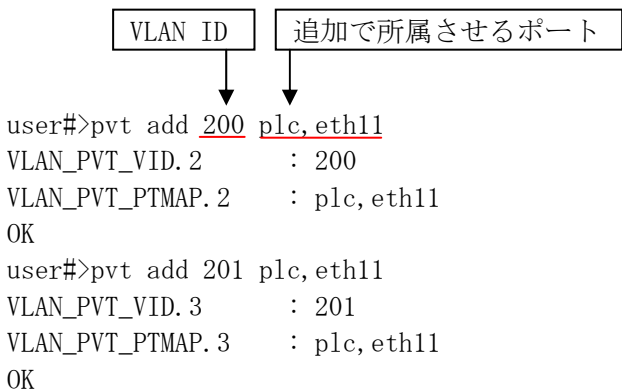 VLAN ID
追加で所属させるポート
user#>pvt add 200 plc,eth11
VLAN_PVT_VID.2 : 200
VLAN_PVT_PTMAP.2 : plc,eth11
OK
user#>pvt add 201 plc,eth11
VLAN_PVT_VID.3 : 201
VLAN_PVT_PTMAP.3 : plc,eth11
OK